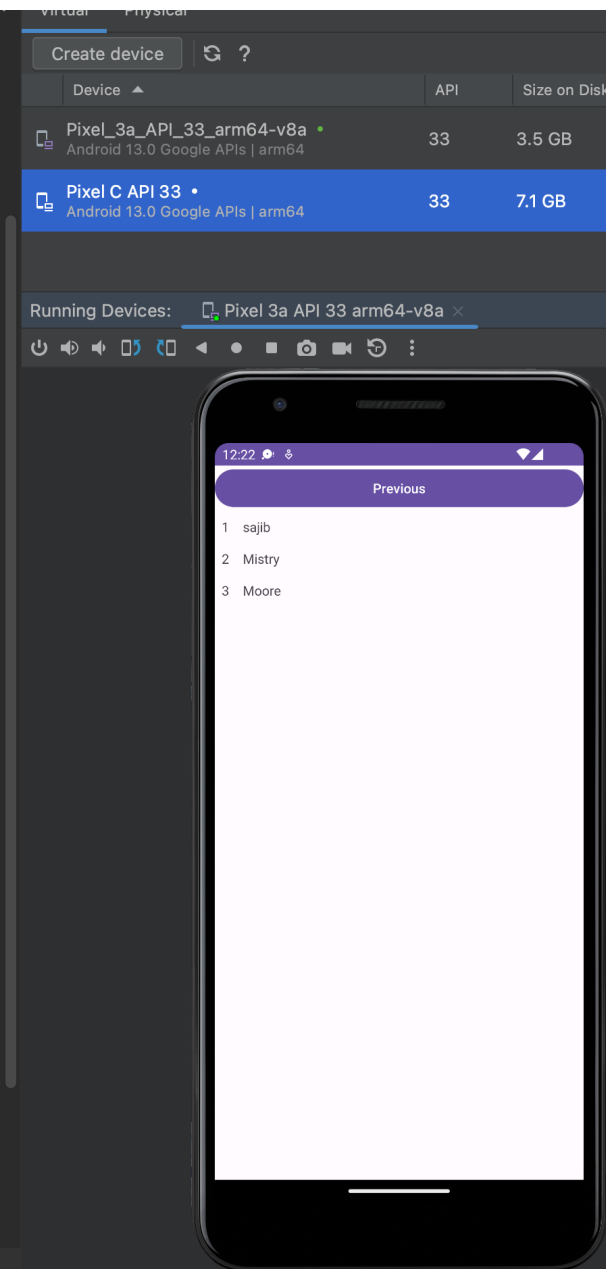 Virtual Physical
Create device ?
Device API Size on Disk
Pixel_3a_API_33_arm64-v8a 33 3.5 GB
Android 13.0 Google APIs | arm64
Pixel C API 33 33 7.1 GB
Android 13.0 Google APIs | arm64
Running Devices: Pixel 3a API 33 arm64-v8a
12:22
Previous
1 sajib
2 Mistry
3 Moore